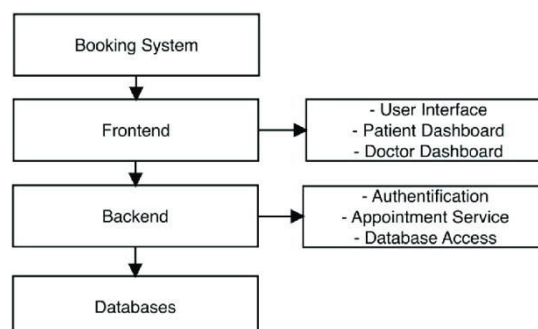 Booking System
Frontend
- User Interface
- Patient Dashboard
- Doctor Dashboard
Backend
- Authentification
- Appointment Service
- Database Access
Databases